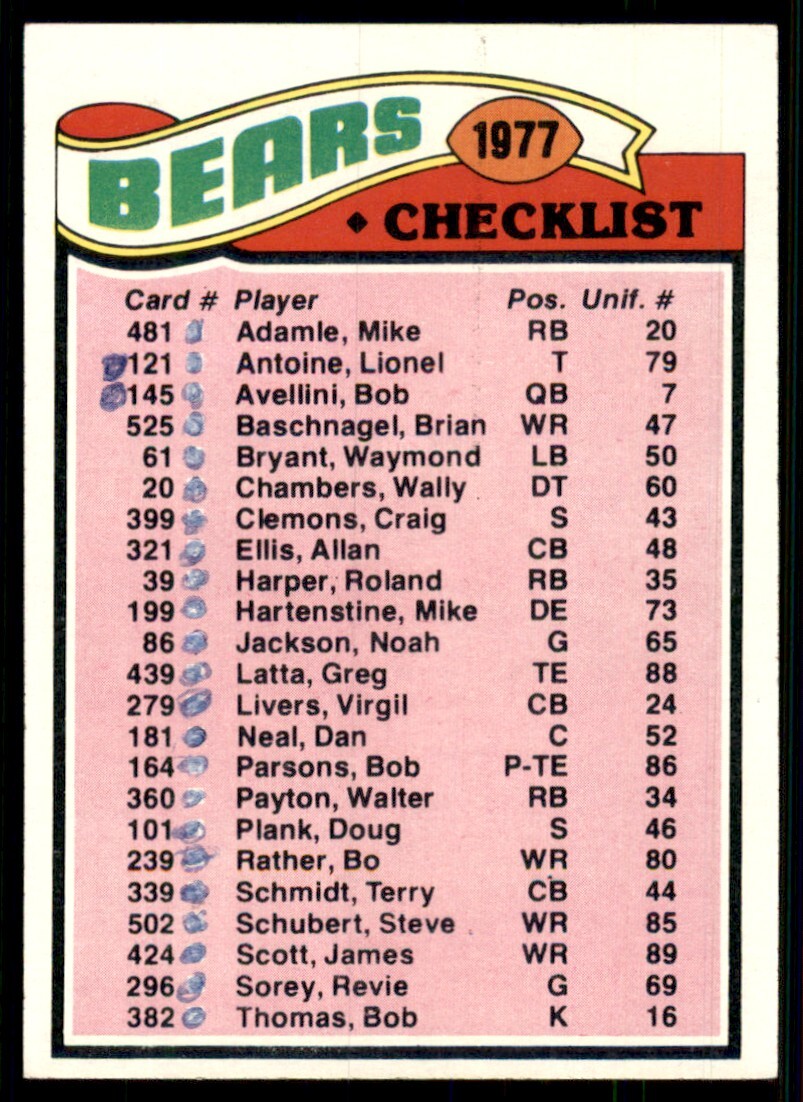 BEARS
1977
CHECKLIST
Card # Player Pos. Unif. #
481 Adamle, Mike RB 20
121 Antoine, Lionel T 79
145 Avellini, Bob QB 7
525 Baschnagel, Brian WR 47
61 Bryant, Waymond LB 50
20 Chambers, Wally DT 60
399 Clemons, Craig S 43
321 Ellis, Allan CB 48
39 Harper, Roland RB 35
199 Hartenstine, Mike DE 73
86 Jackson, Noah G 65
439 Latta, Greg TE 88
279 Livers, Virgil CB 24
181 Neal, Dan C 52
164 Parsons, Bob P-TE 86
360 Payton, Walter RB 34
101 Plank, Doug S 46
239 Rather, Bo WR 80
339 Schmidt, Terry CB 44
502 Schubert, Steve WR 85
424 Scott, James WR 89
296 Sorey, Revie G 69
382 Thomas, Bob K 16